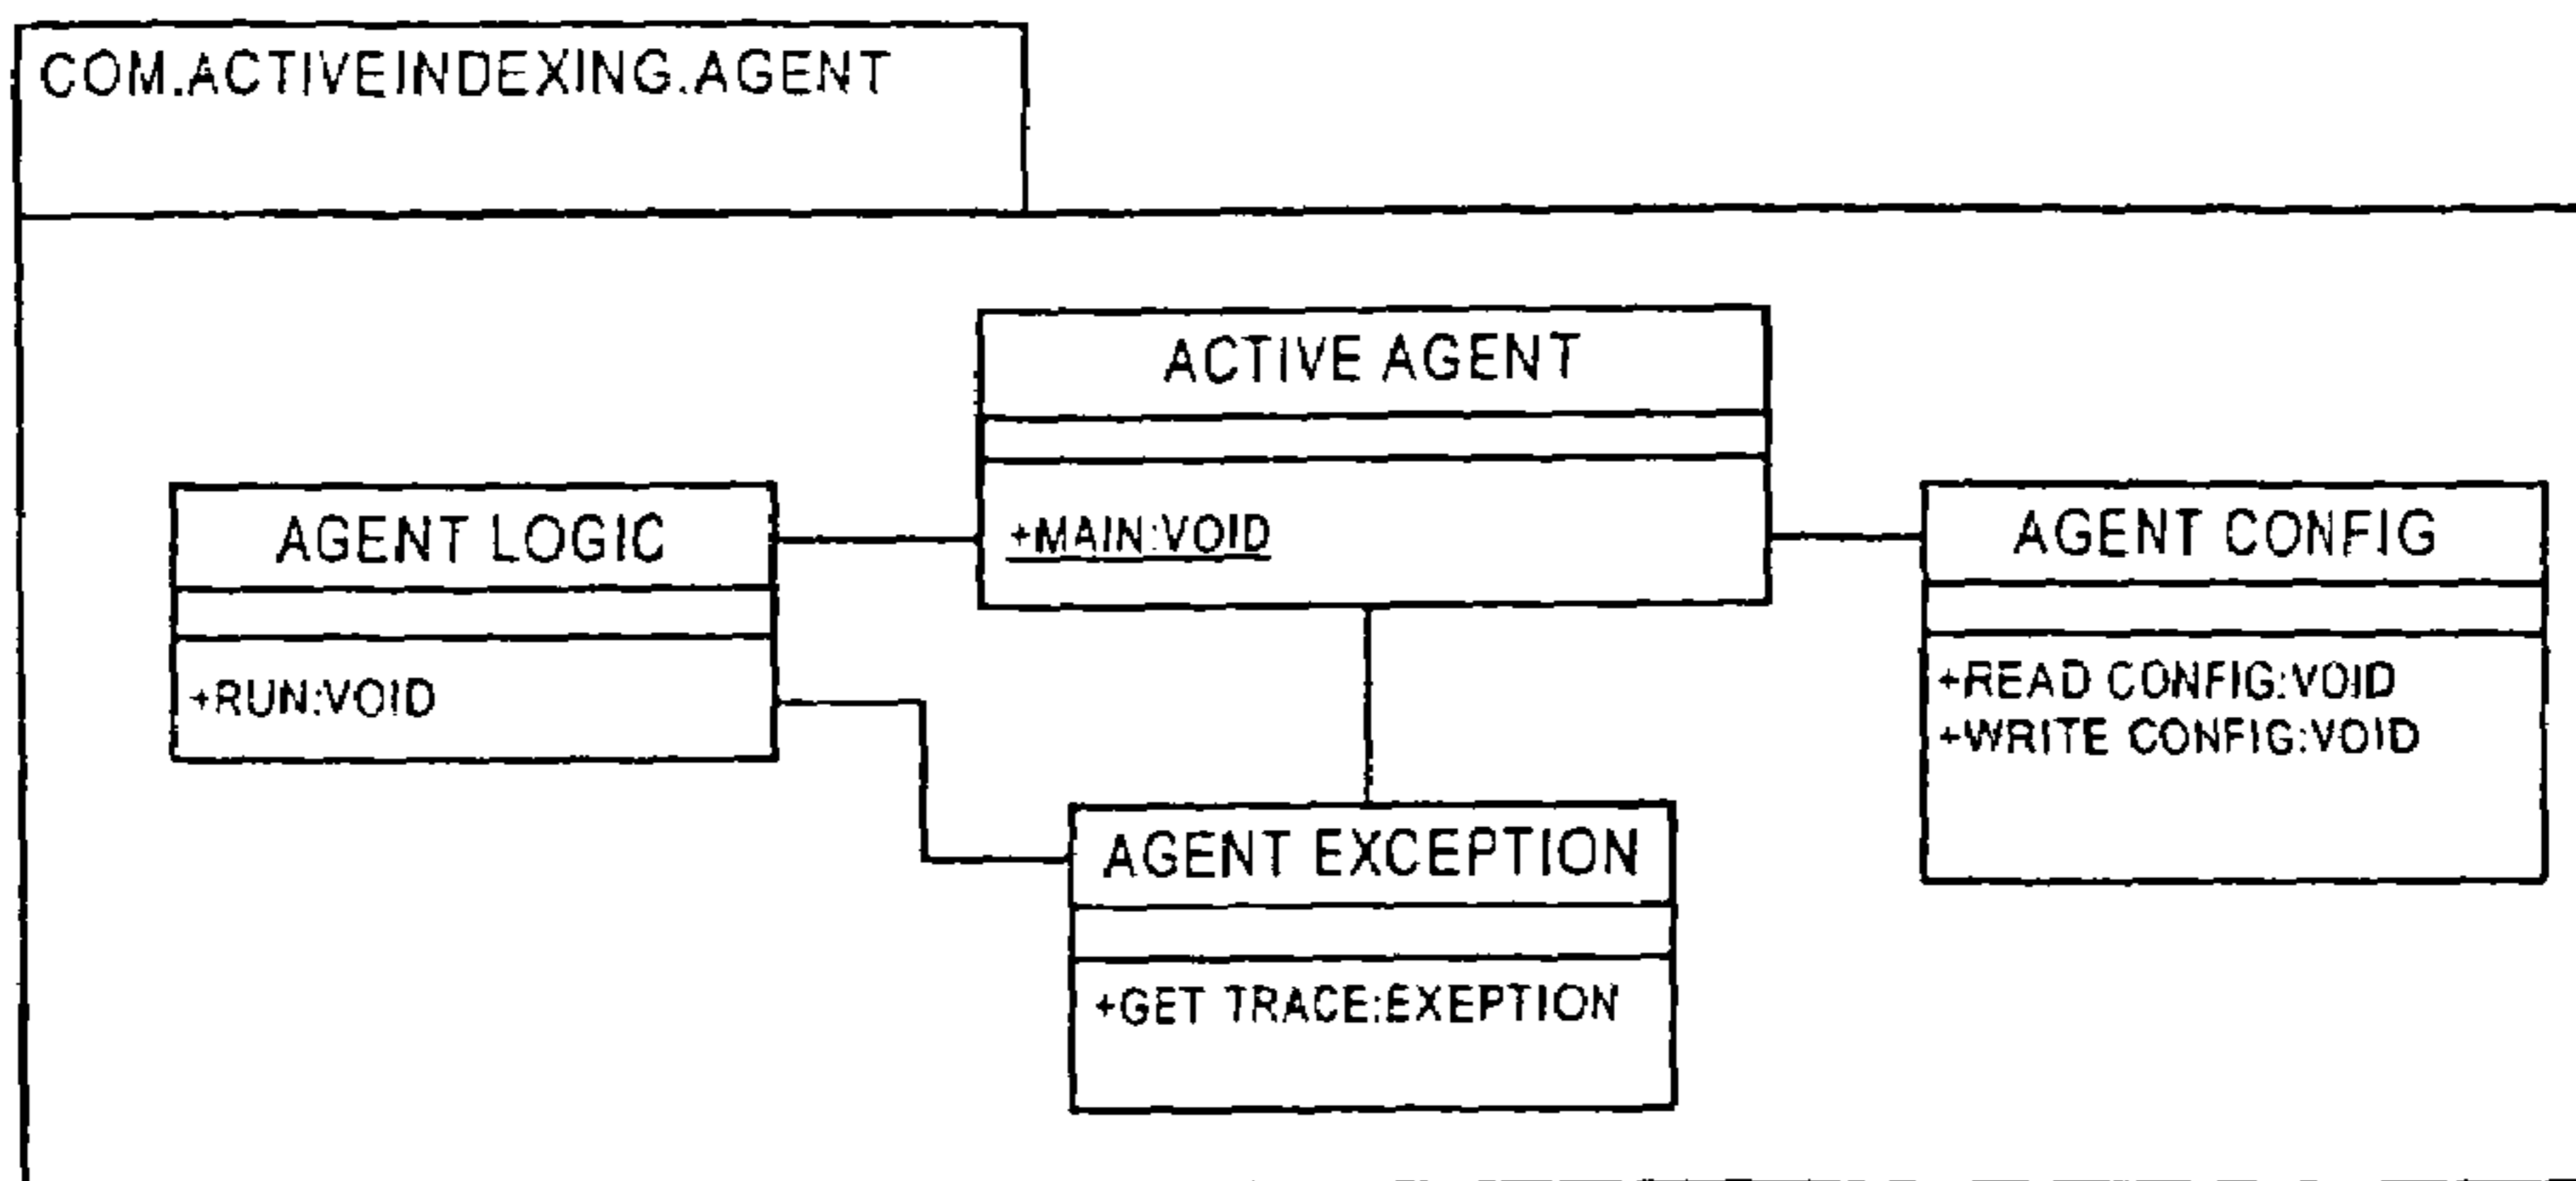 COM.ACTIVEINDEXING.AGENT
ACTIVE AGENT
+MAIN:VOID
AGENT LOGIC
+RUN:VOID
AGENT CONFIG
+READ CONFIG:VOID
+WRITE CONFIG:VOID
AGENT EXCEPTION
+GET TRACE:EXEPTION